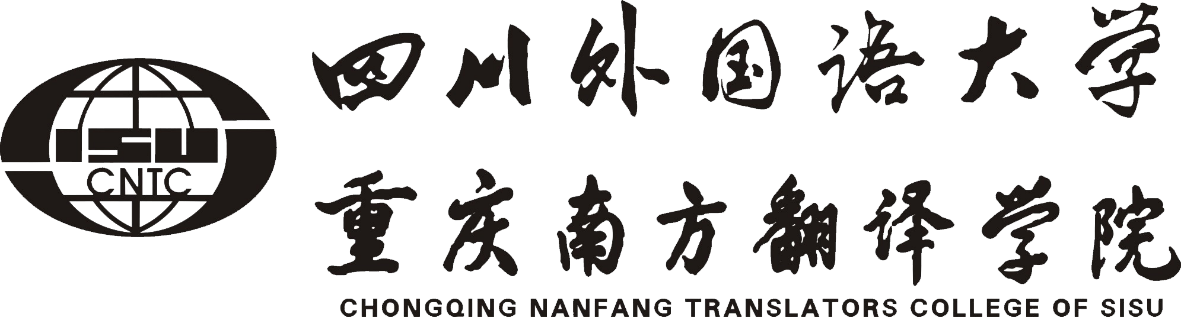 SISU
CNTC
四川外国语大学
重庆南方翻译学院
CHONGQING NANFANG TRANSLATORS COLLEGE OF SISU